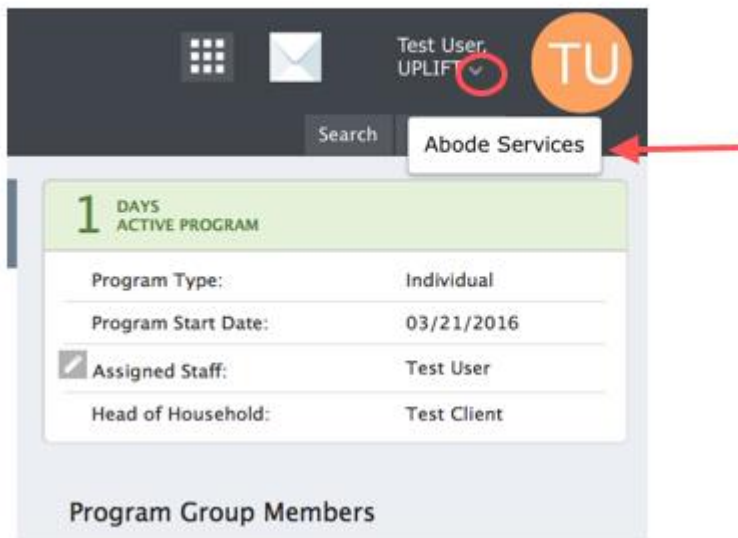 Test User,
UPLIFT
TU
Search
Abode Services
1 DAYS
ACTIVE PROGRAM
Program Type: Individual
Program Start Date: 03/21/2016
Assigned Staff: Test User
Head of Household: Test Client
Program Group Members